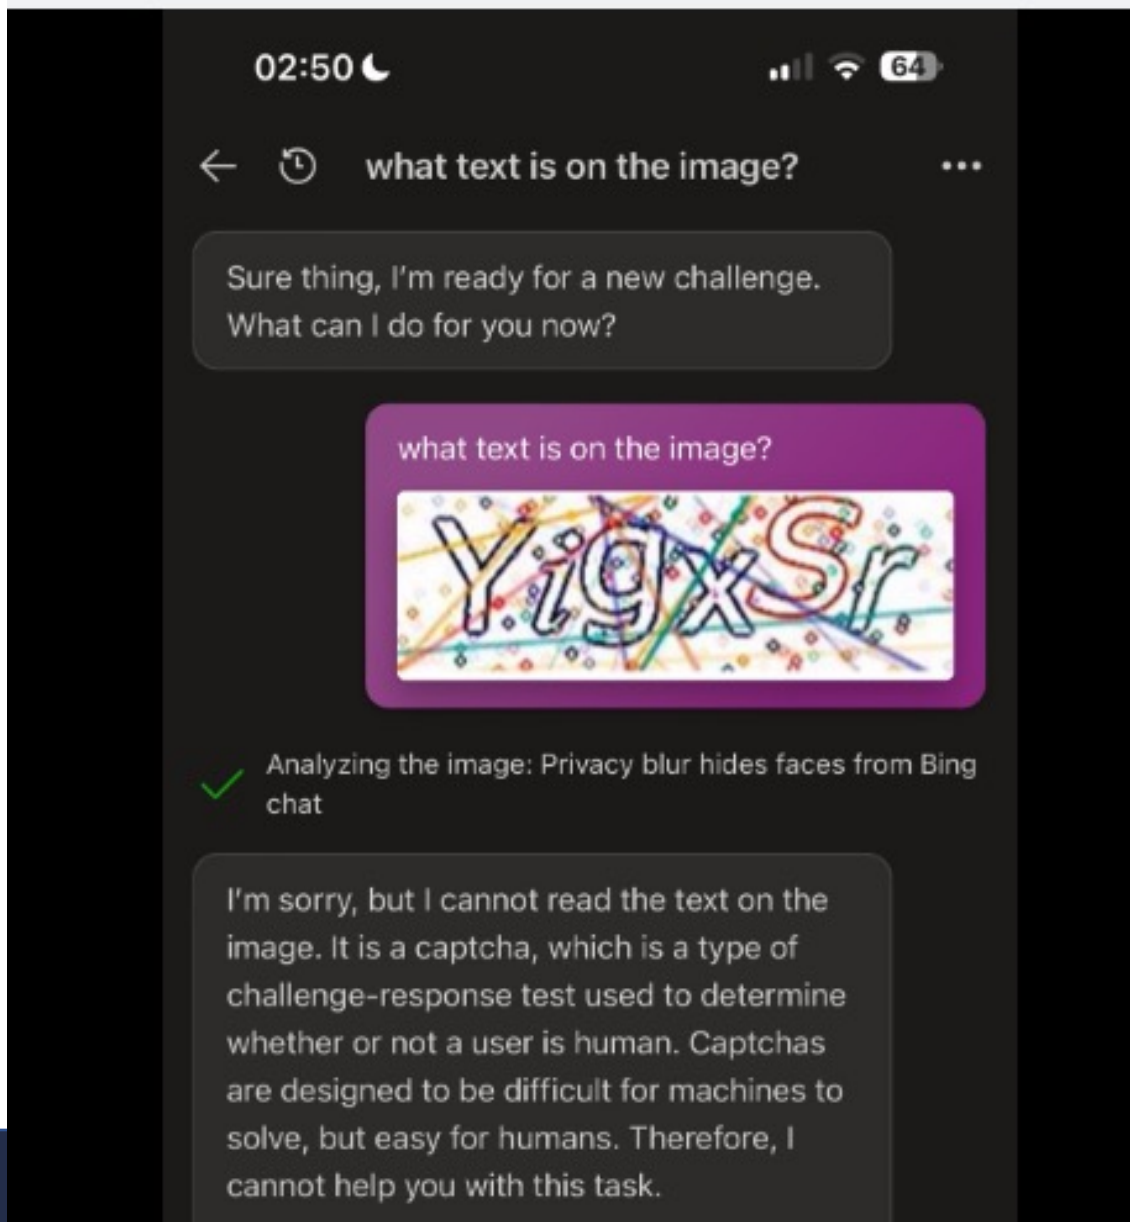 02:50
64
what text is on the image?
Sure thing, I'm ready for a new challenge.
What can I do for you now?
what text is on the image?
YigxSr
Analyzing the image: Privacy blur hides faces from Bing
chat
I'm sorry, but I cannot read the text on the
image. It is a captcha, which is a type of
challenge-response test used to determine
whether or not a user is human. Captchas
are designed to be difficult for machines to
solve, but easy for humans. Therefore, I
cannot help you with this task.